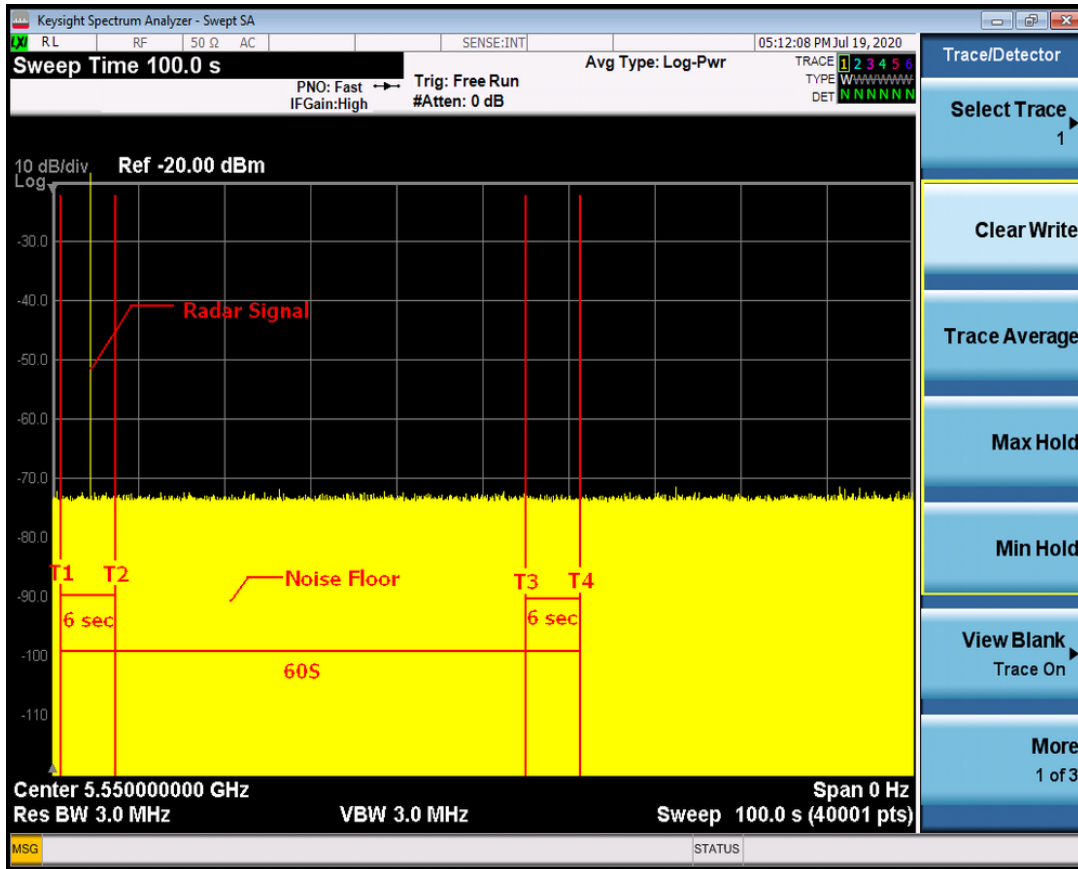 Keysight Spectrum Analyzer - Swept SA
LXI RL RF 50 Ω AC SENSE:INT 05:12:08 PM Jul 19, 2020
Sweep Time 100.0 s
PNO: Fast
IFGain:High
Trig: Free Run
#Atten: 0 dB
Avg Type: Log-Pwr
TRACE 1 2 3 4 5 6
TYPE WWWWWW
DET N N N N N N
10 dB/div
Log
Ref -20.00 dBm
-30.0
-40.0
-50.0
-60.0
-70.0
-80.0
-90.0
-100
-110
Radar Signal
T1 T2
Noise Floor
T3 T4
6 sec
6 sec
60S
Center 5.550000000 GHz
Span 0 Hz
Res BW 3.0 MHz
VBW 3.0 MHz
Sweep 100.0 s (40001 pts)
MSG
STATUS
Trace/Detector
Select Trace
1
Clear Write
Trace Average
Max Hold
Min Hold
View Blank
Trace On
More
1 of 3